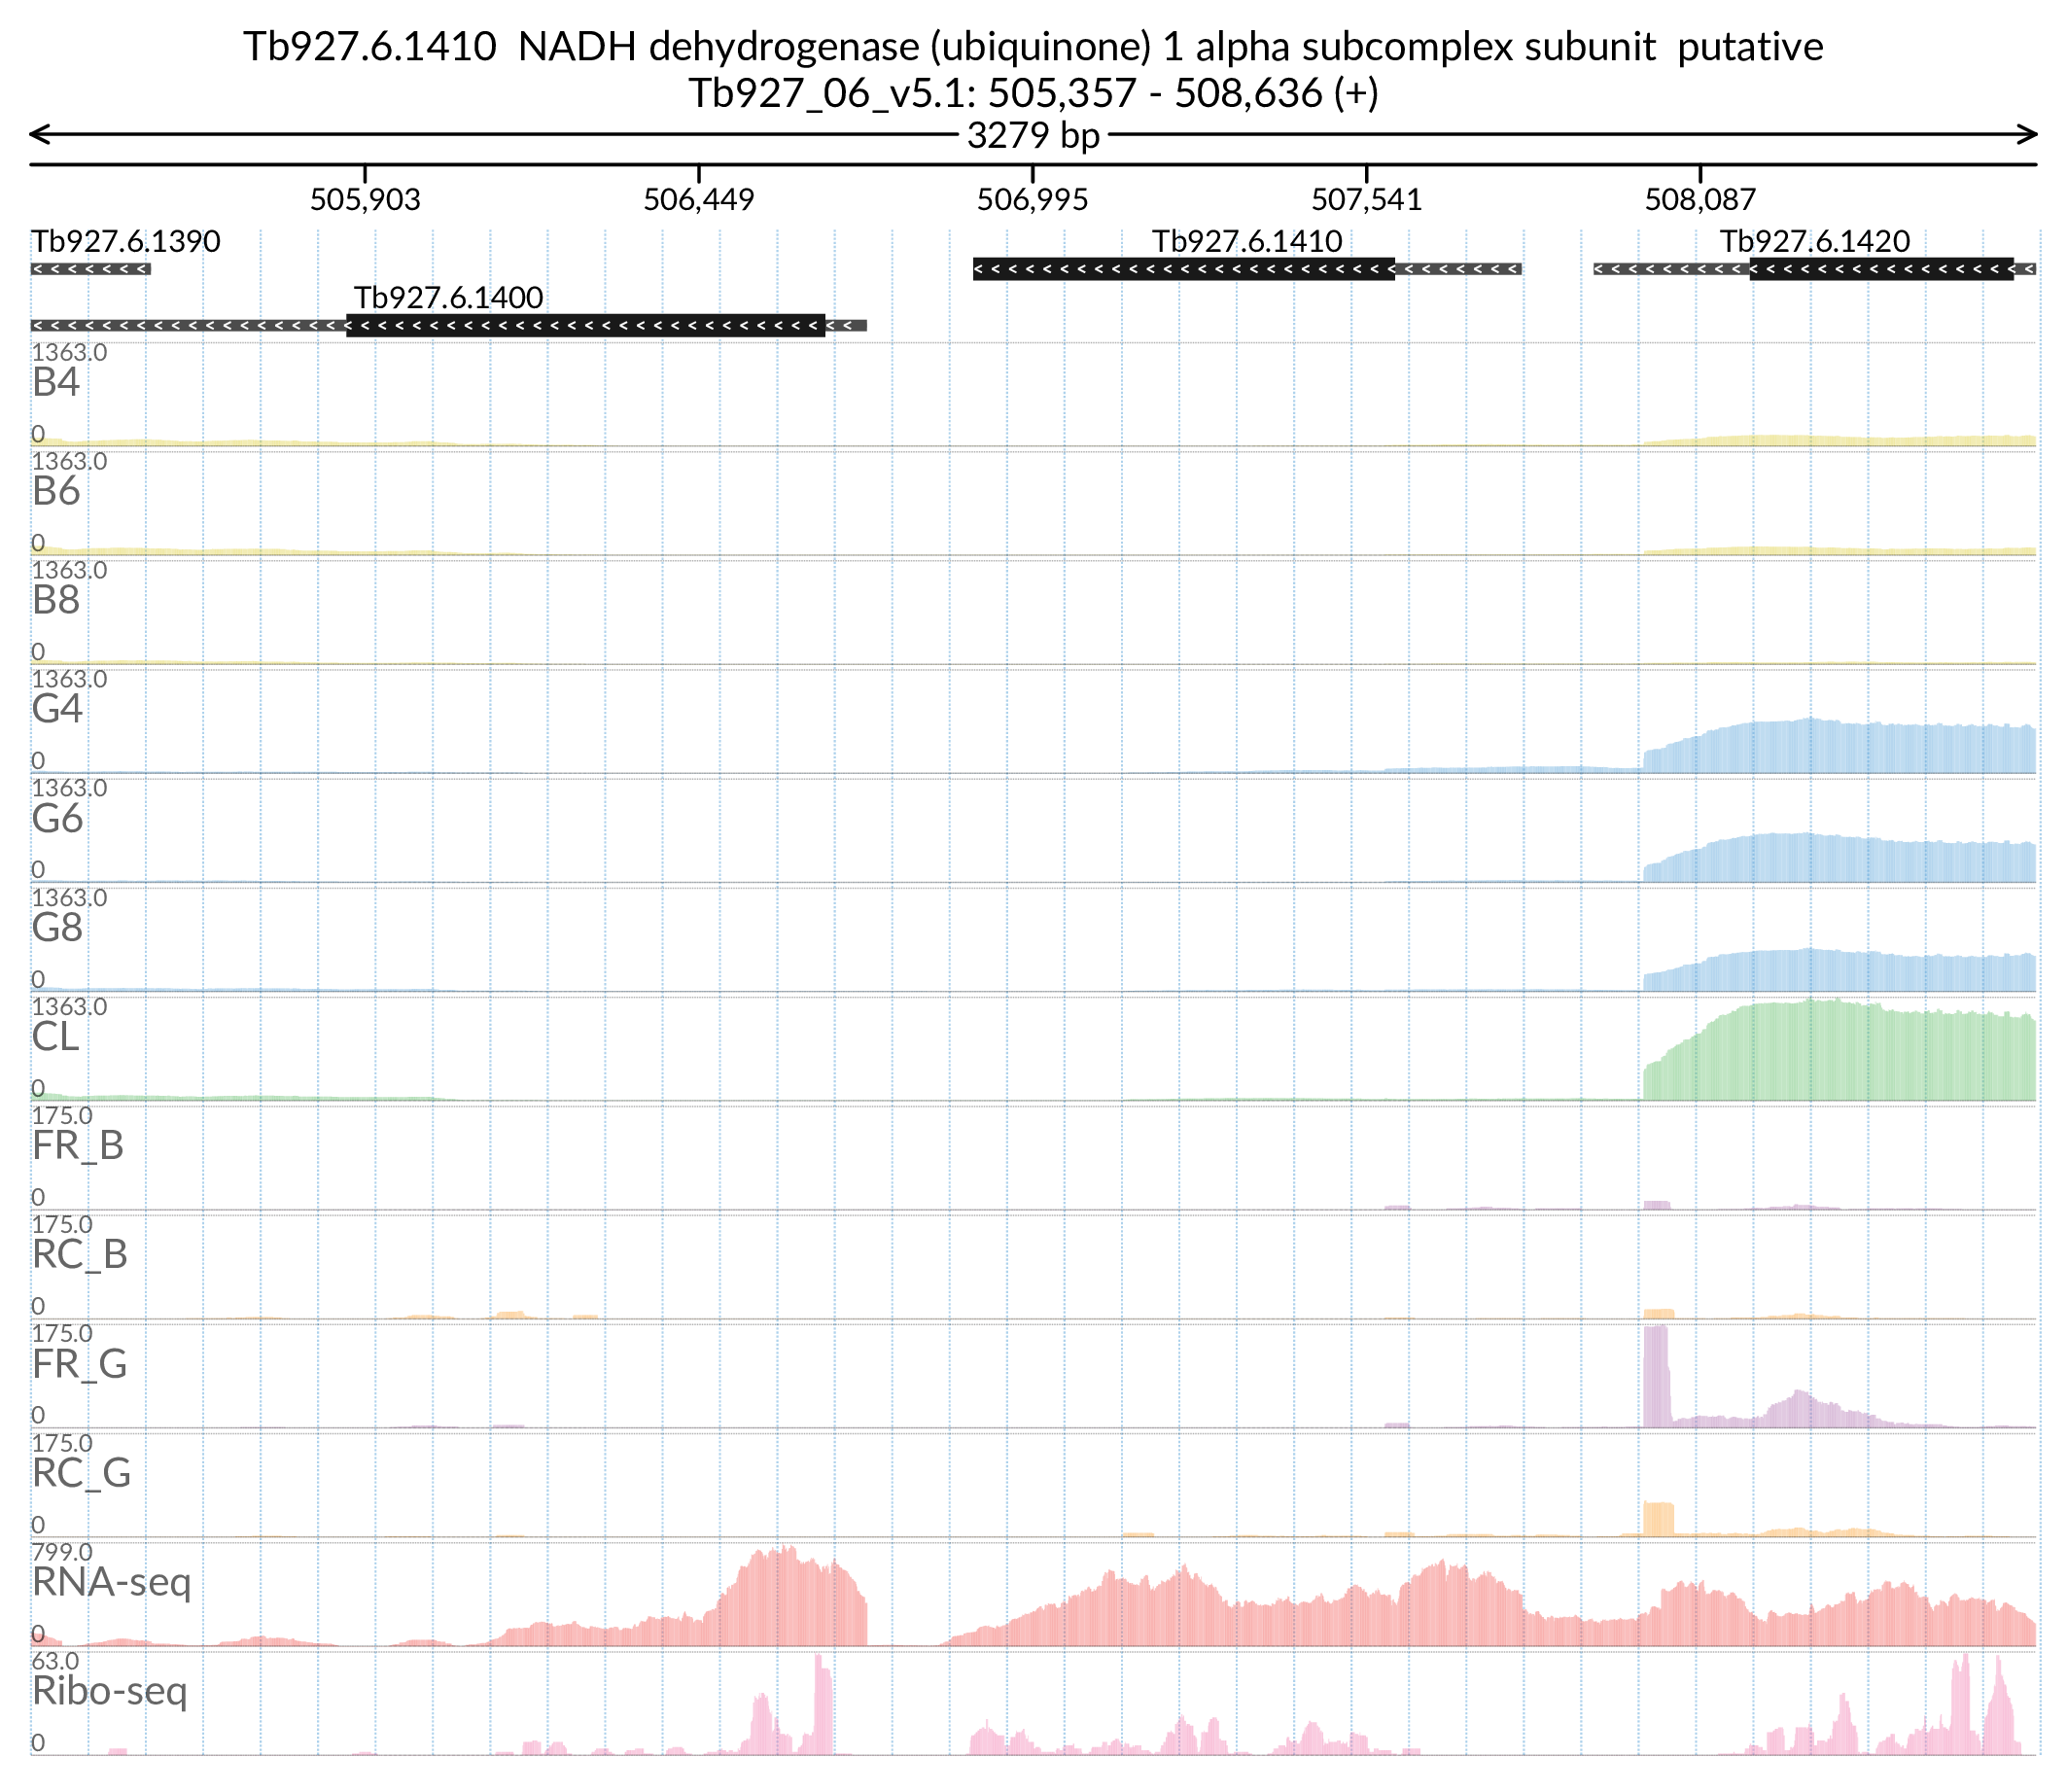 Tb927.6.1410  NADH dehydrogenase (ubiquinone) 1 alpha subcomplex subunit  putative
Tb927_06_v5.1: 505,357 - 508,636 (+)
3279 bp
505,903 506,449 506,995 507,541 508,087
Tb927.6.1390 Tb927.6.1410 Tb927.6.1420
Tb927.6.1400
1363.0
B4
0
1363.0
B6
0
1363.0
B8
0
1363.0
G4
0
1363.0
G6
0
1363.0
G8
0
1363.0
CL
0
175.0
FR_B
0
175.0
RC_B
0
175.0
FR_G
0
175.0
RC_G
0
799.0
RNA-seq
0
63.0
Ribo-seq
0